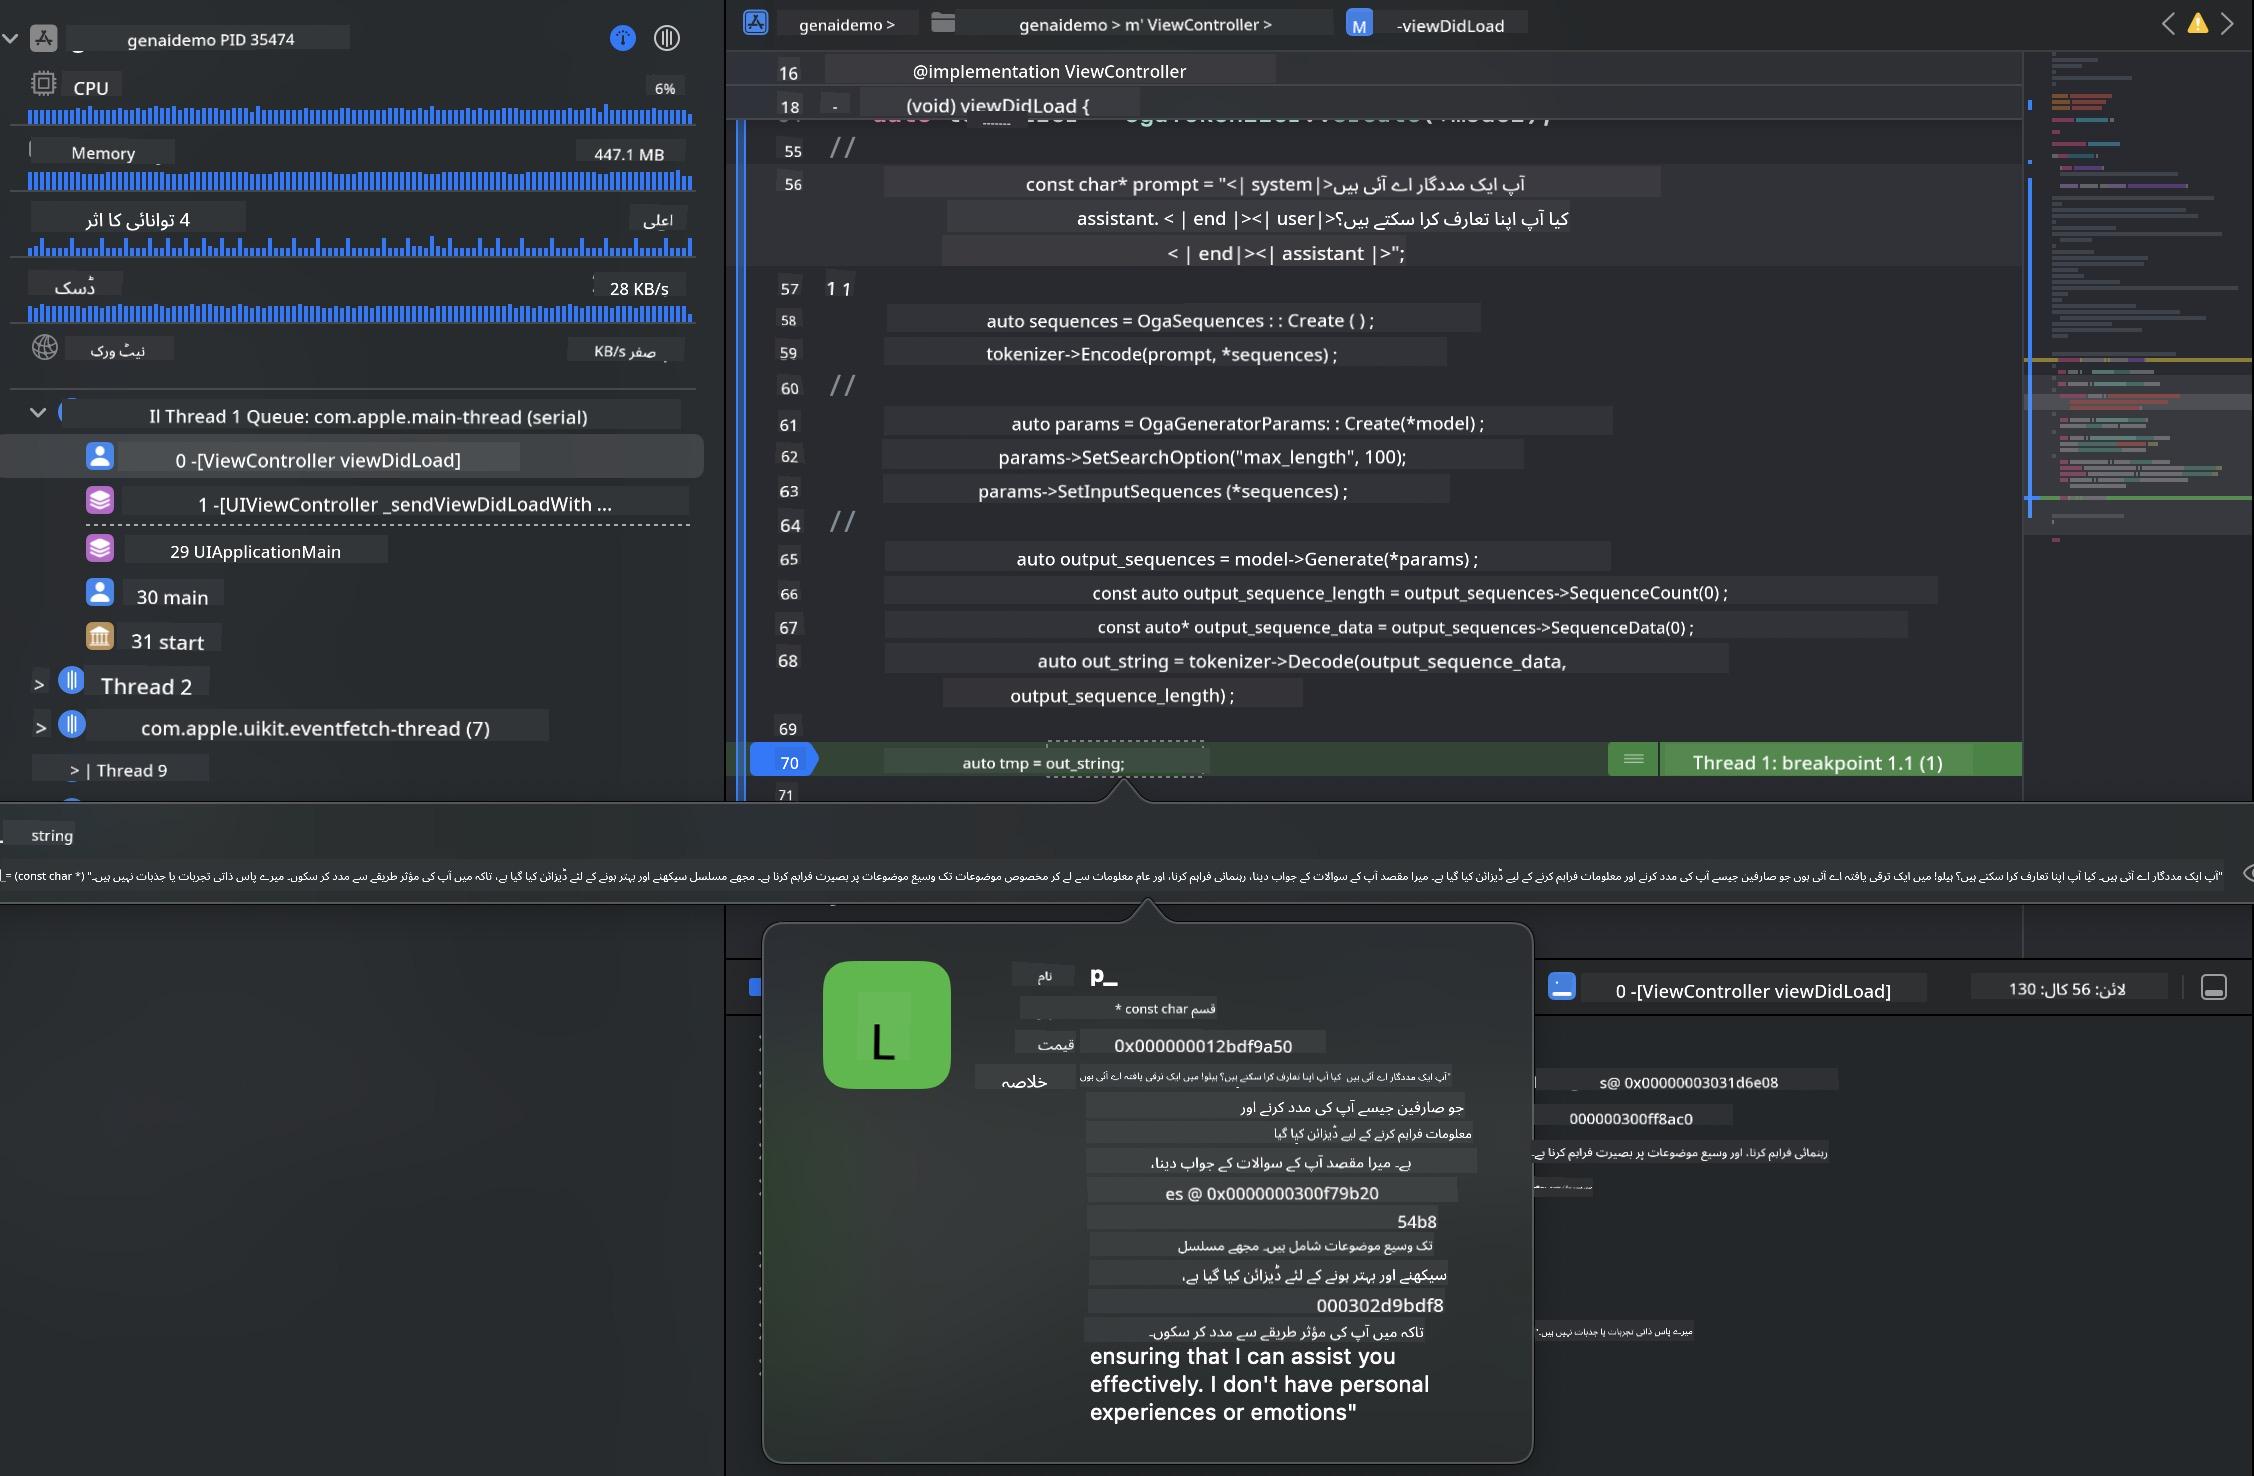 genaidemo PID 35474
CPU
6%
Memory
447.1 MB
4 توانائی کا اثر
اعلی
ڈسک
28 KB/s
نیٹ ورک
صفر KB/s
Il Thread 1 Queue: com.apple.main-thread (serial)
0 -[ViewController viewDidLoad]
1 -[UIViewController _sendViewDidLoadWith ...
29 UIApplicationMain
30 main
31 start
> Thread 2
> com.apple.uikit.eventfetch-thread (7)
> | Thread 9
genaidemo > genaidemo > m' ViewController > M -viewDidLoad
16 @implementation ViewController
18 - (void) viewDidLoad {
55 //
56 const char* prompt = "<| system|>آپ ایک مددگار اے آئی ہیں
assistant. < | end |><| user|>کیا آپ اپنا تعارف کرا سکتے ہیں؟
< | end|><| assistant |>";
57 1 1
58 auto sequences = OgaSequences : : Create ( ) ;
59 tokenizer->Encode(prompt, *sequences) ;
60 //
61 auto params = OgaGeneratorParams: : Create(*model) ;
62 params->SetSearchOption("max_length", 100);
63 params->SetInputSequences (*sequences) ;
64 //
65 auto output_sequences = model->Generate(*params) ;
66 const auto output_sequence_length = output_sequences->SequenceCount(0) ;
67 const auto* output_sequence_data = output_sequences->SequenceData(0) ;
68 auto out_string = tokenizer->Decode(output_sequence_data,
output_sequence_length) ;
69
70 auto tmp = out_string;
Thread 1: breakpoint 1.1 (1)
71
string
_= (const char *) "آپ ایک مددگار اے آئی ہیں۔ کیا آپ اپنا تعارف کرا سکتے ہیں؟ ہیلو! میں ایک ترقی یافتہ اے آئی ہوں جو صارفین جیسے آپ کی مدد کرنے اور معلومات فراہم کرنے کے لیے ڈیزائن کیا گیا ہے۔ میرا مقصد آپ کے سوالات کے جواب دینا، رہنمائی فراہم کرنا، اور عام معلومات سے لے کر مخصوص موضوعات تک وسیع موضوعات پر بصیرت فراہم کرنا ہے۔ مجھے مسلسل سیکھنے اور بہتر ہونے کے لئے ڈیزائن کیا گیا ہے، تاکہ میں آپ کی مؤثر طریقے سے مدد کر سکوں۔ میرے پاس ذاتی تجربات یا جذبات نہیں ہیں۔"
L
نام p_
قسم const char *
قیمت 0x000000012bdf9a50
خلاصہ "آپ ایک مددگار اے آئی ہیں کیا آپ اپنا تعارف کرا سکتے ہیں؟ ہیلو! میں ایک ترقی یافتہ اے آئی ہوں
جو صارفین جیسے آپ کی مدد کرنے اور
معلومات فراہم کرنے کے لیے ڈیزائن کیا گیا
ہے۔ میرا مقصد آپ کے سوالات کے جواب دینا،
es @ 0x0000000300f79b20
54b8
تک وسیع موضوعات شامل ہیں۔ مجھے مسلسل
سیکھنے اور بہتر ہونے کے لئے ڈیزائن کیا گیا ہے،
000302d9bdf8
تاکہ میں آپ کی مؤثر طریقے سے مدد کر سکوں۔
ensuring that I can assist you
effectively. I don't have personal
experiences or emotions"
0 -[ViewController viewDidLoad]
لائن: 56 کال: 130
s@ 0x00000003031d6e08
000000300ff8ac0
رہنمائی فراہم کرنا، اور وسیع موضوعات پر بصیرت فراہم کرنا ہے۔
میرے پاس ذاتی تجربات یا جذبات نہیں ہیں۔"